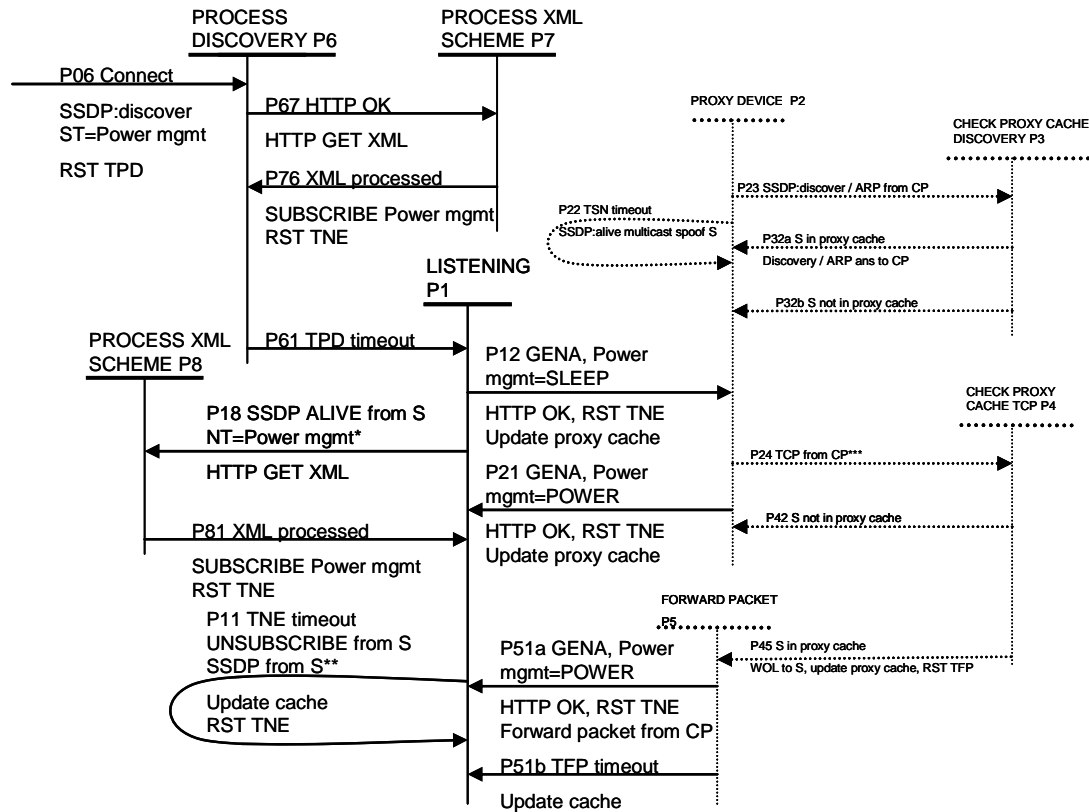 PROCESS
DISCOVERY P6
PROCESS XML
SCHEME P7
P06 Connect
SSDP:discover
ST=Power mgmt
RST TPD
P67 HTTP OK
HTTP GET XML
P76 XML processed
SUBSCRIBE Power mgmt
RST TNE
PROXY DEVICE P2
CHECK PROXY CACHE
DISCOVERY P3
P23 SSDP:discover / ARP from CP
P22 TSN timeout
SSDP:alive multicast spoof S
P32a S in proxy cache
Discovery / ARP ans to CP
P32b S not in proxy cache
LISTENING
P1
P61 TPD timeout
PROCESS XML
SCHEME P8
P12 GENA, Power
mgmt=SLEEP
HTTP OK, RST TNE
Update proxy cache
P18 SSDP ALIVE from S
NT=Power mgmt*
HTTP GET XML
CHECK PROXY
CACHE TCP P4
P24 TCP from CP***
P21 GENA, Power
mgmt=POWER
HTTP OK, RST TNE
Update proxy cache
P42 S not in proxy cache
P81 XML processed
SUBSCRIBE Power mgmt
RST TNE
P11 TNE timeout
UNSUBSCRIBE from S
SSDP from S**
Update cache
RST TNE
FORWARD PACKET
P5
P45 S in proxy cache
WOL to S, update proxy cache, RST TFP
P51a GENA, Power
mgmt=POWER
HTTP OK, RST TNE
Forward packet from CP
P51b TFP timeout
Update cache